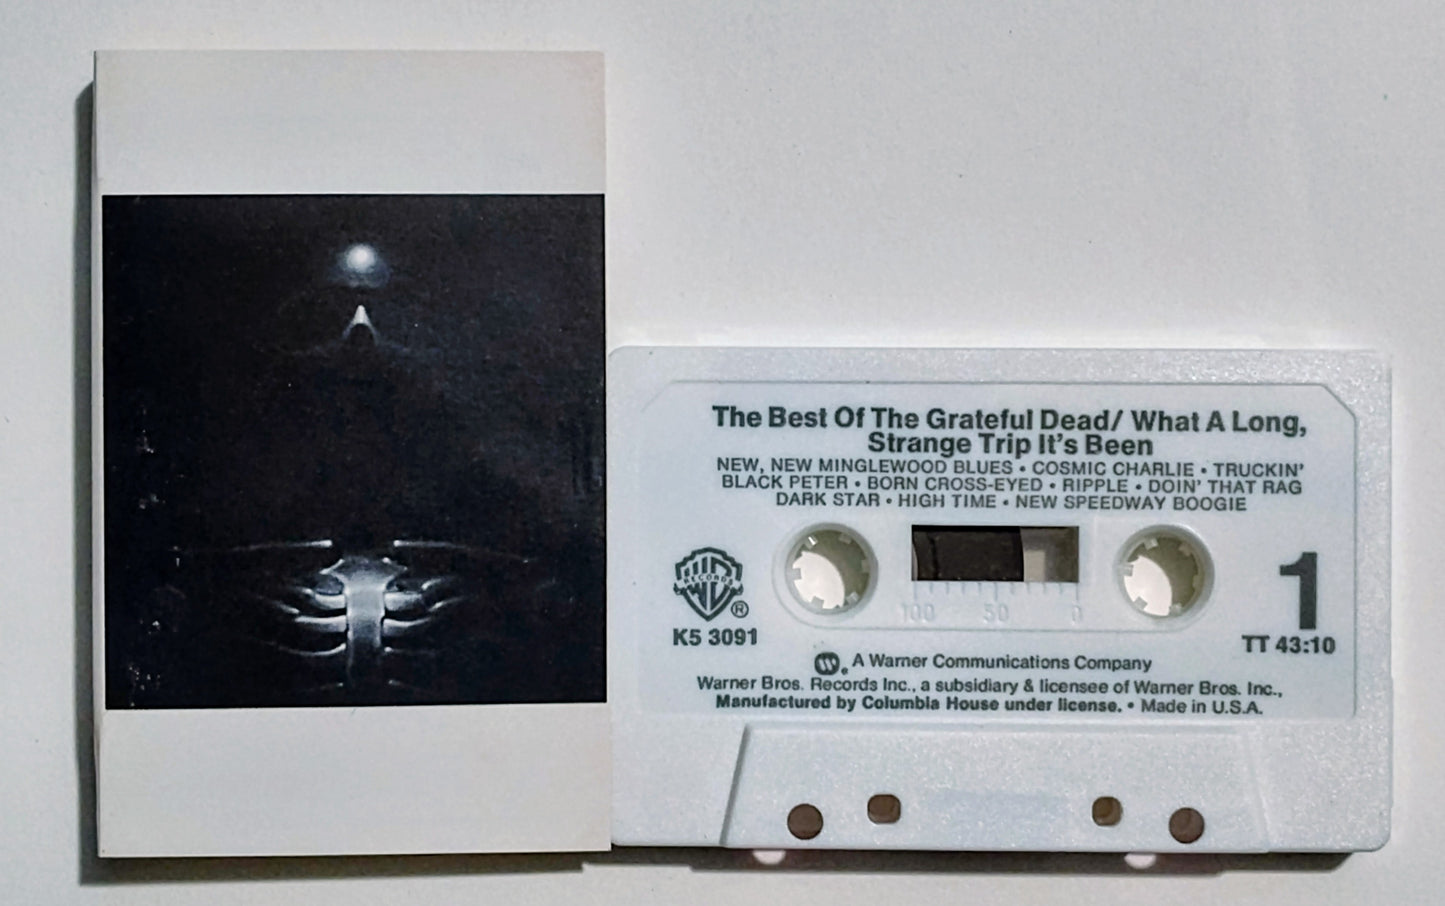 The Best Of The Grateful Dead/ What A Long,
Strange Trip It's Been
NEW, NEW MINGLEWOOD BLUES • COSMIC CHARLIE • TRUCKIN'
BLACK PETER • BORN CROSS-EYED • RIPPLE • DOIN' THAT RAG
DARK STAR • HIGH TIME • NEW SPEEDWAY BOOGIE
WB
RECORDS
®
K5 3091
100 50 0
1
TT 43:10
A Warner Communications Company
Warner Bros. Records Inc., a subsidiary & licensee of Warner Bros. Inc.,
Manufactured by Columbia House under license. • Made in U.S.A.